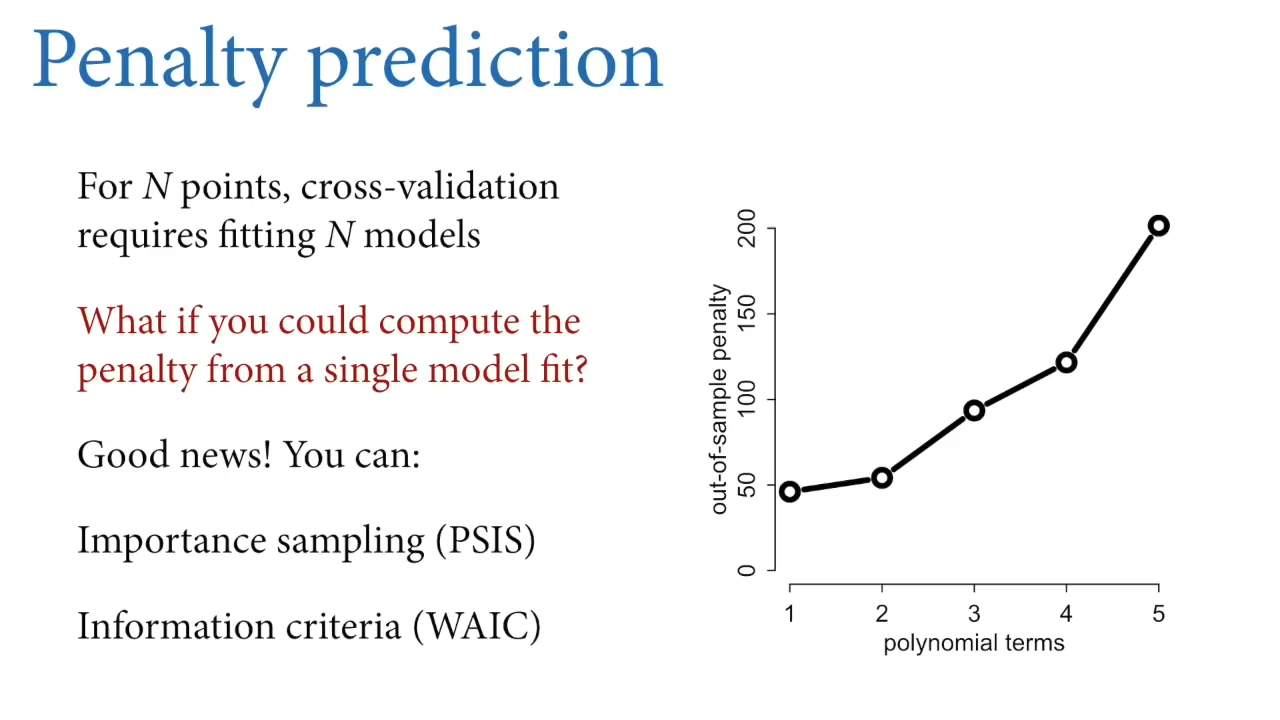 Penalty prediction
For N points, cross-validation
requires fitting N models
What if you could compute the
penalty from a single model fit?
Good news! You can:
Importance sampling (PSIS)
Information criteria (WAIC)
out-of-sample penalty
200
150
100
50
0
1 2 3 4 5
polynomial terms